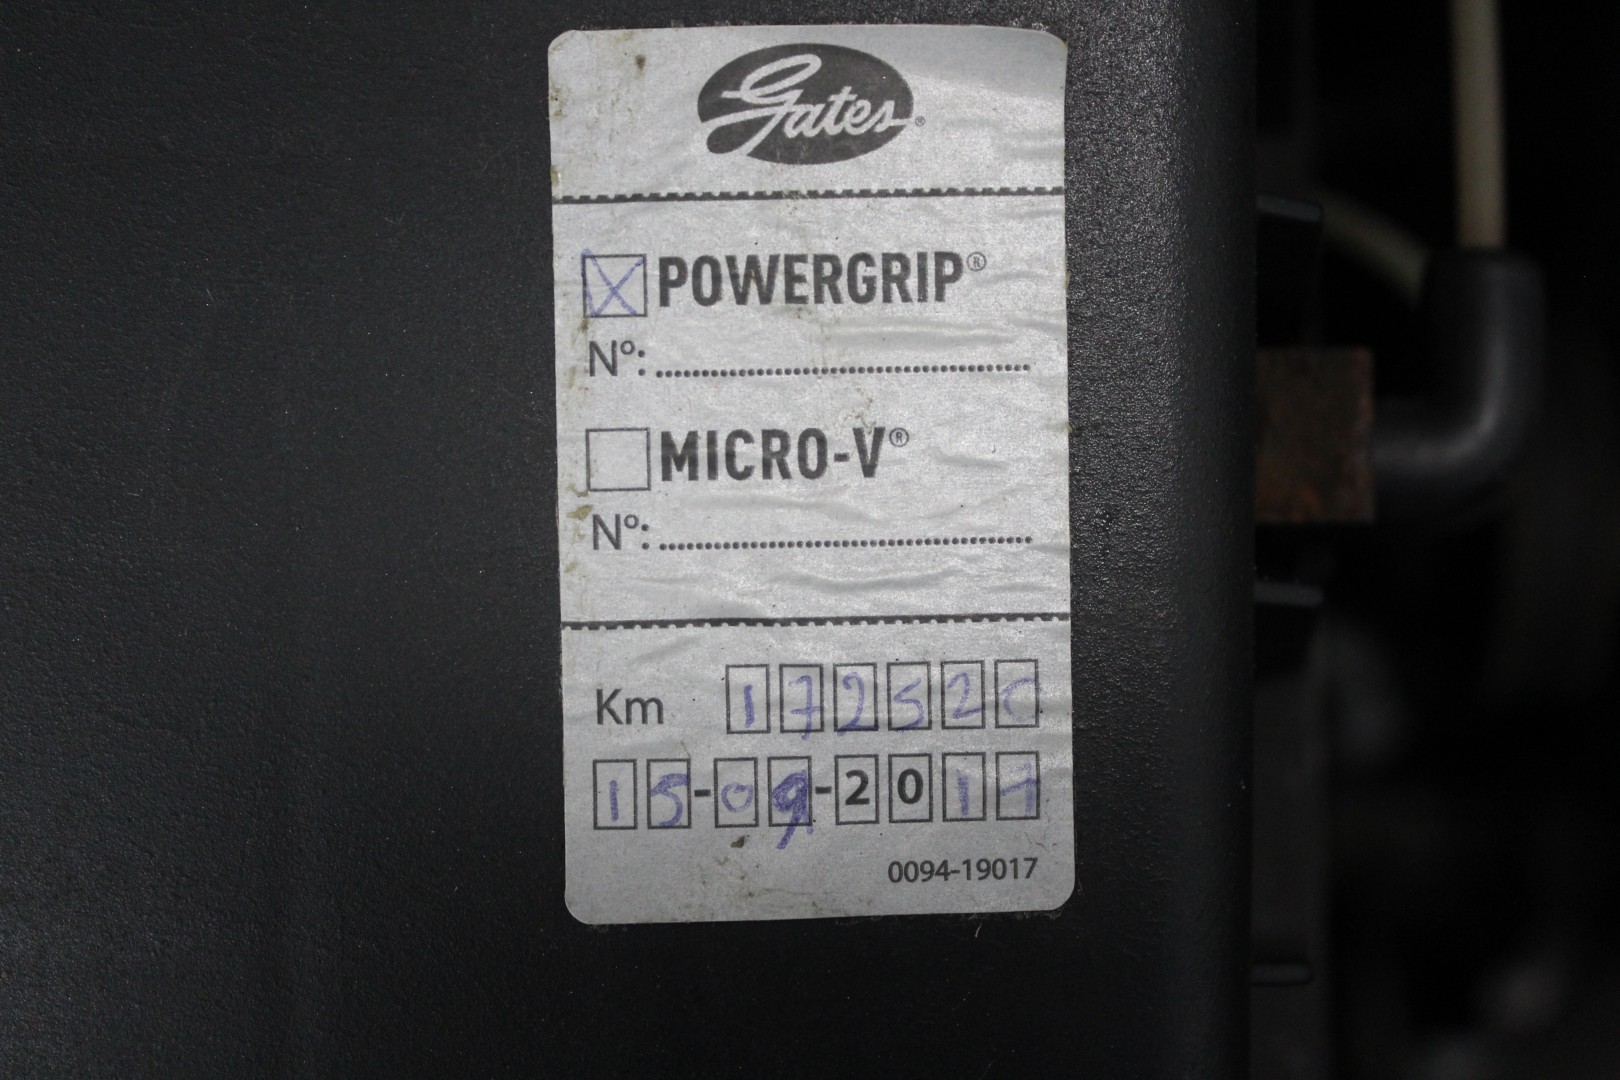 Gates®
POWERGRIP®
Nº:
MICRO-V®
Nº:
Km 172520
15-09-2017
0094-19017